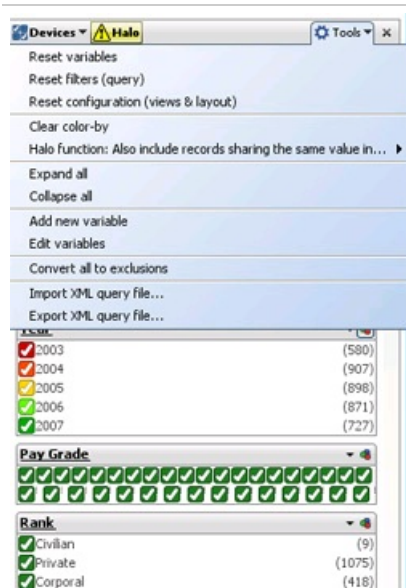 Devices Halo Tools x
Reset variables
Reset filters (query)
Reset configuration (views & layout)
Clear color-by
Halo function: Also include records sharing the same value in...
Expand all
Collapse all
Add new variable
Edit variables
Convert all to exclusions
Import XML query file...
Export XML query file...
Year
2003 (580)
2004 (907)
2005 (898)
2006 (871)
2007 (727)
Pay Grade
Rank
Civilian (9)
Private (1075)
Corporal (418)